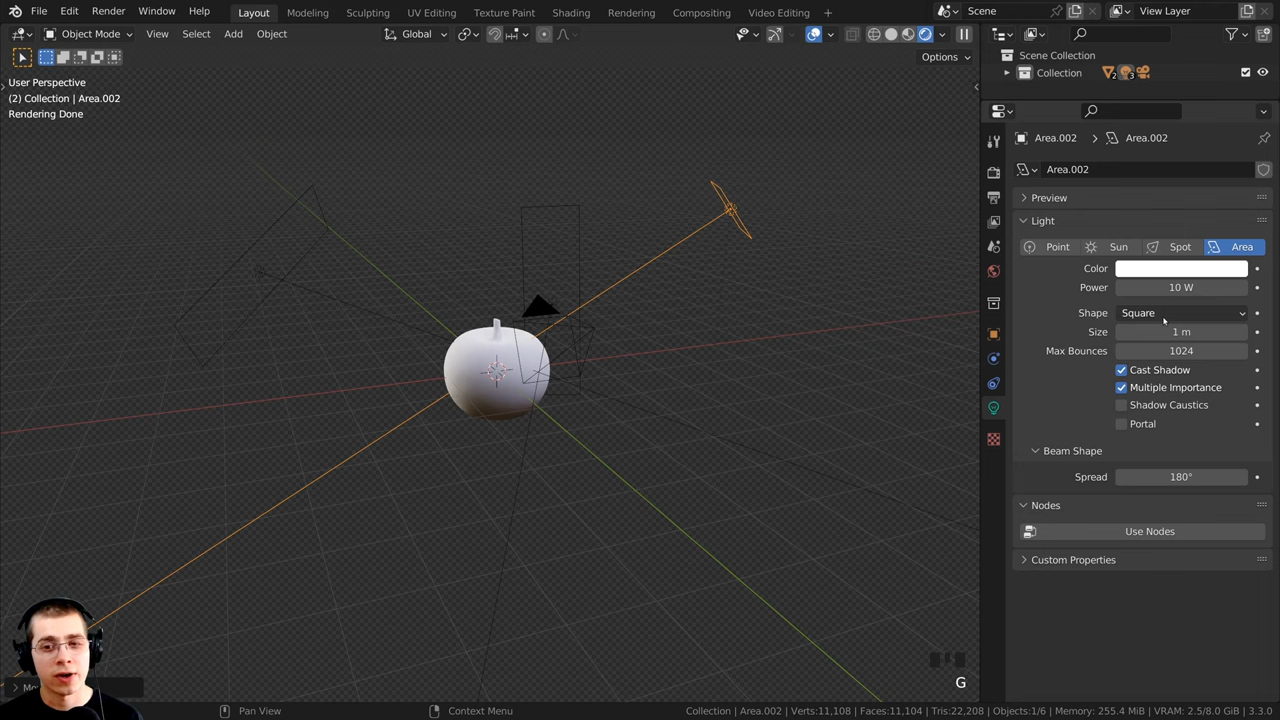 File Edit Render Window Help Layout Modeling Sculpting UV Editing Texture Paint Shading Rendering Compositing Video Editing + Scene View Layer
Object Mode View Select Add Object Global
Options
User Perspective
(2) Collection | Area.002
Rendering Done
Scene Collection
Collection 2 3
Area.002 > Area.002
Area.002
Preview
Light
Point Sun Spot Area
Color
Power 10 W
Shape Square
Size 1 m
Max Bounces 1024
Cast Shadow
Multiple Importance
Shadow Caustics
Portal
Beam Shape
Spread 180°
Nodes
Use Nodes
Custom Properties
G
Pan View Context Menu Collection | Area.002 | Verts:11,108 | Faces:11,104 | Tris:22,208 | Objects:1/6 | Memory: 255.4 MiB | VRAM: 2.5/8.0 GiB | 3.3.0